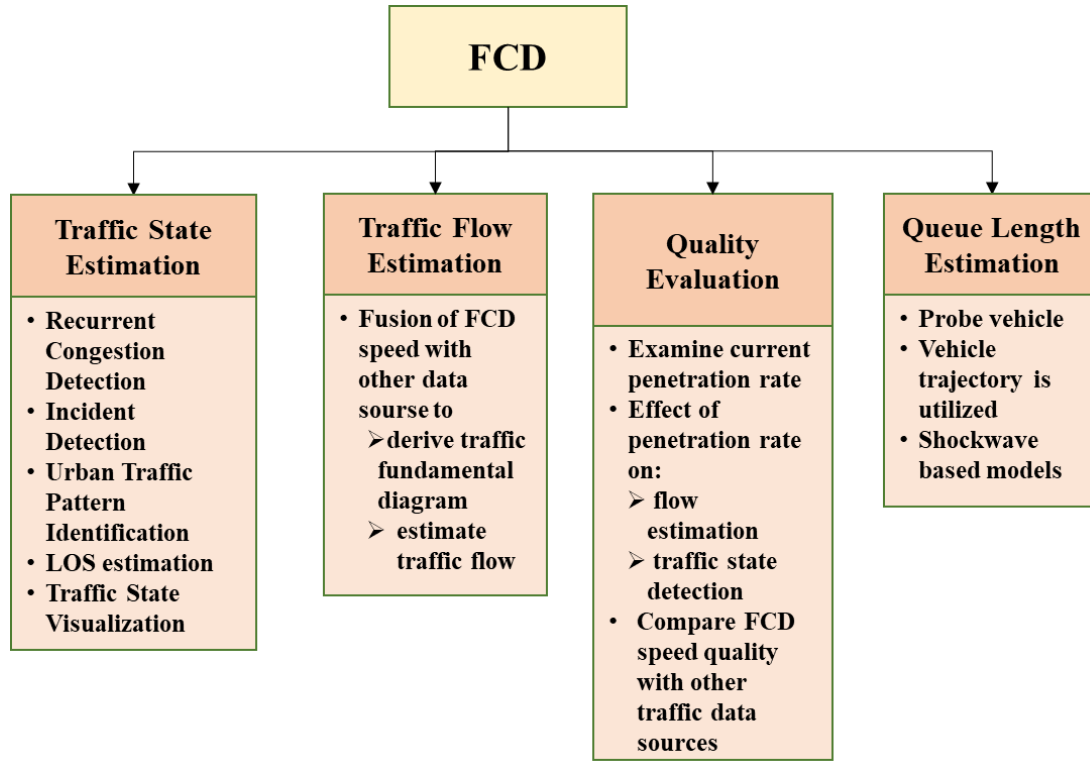 FCD
Traffic State
Estimation
• Recurrent
Congestion
Detection
• Incident
Detection
• Urban Traffic
Pattern
Identification
• LOS estimation
• Traffic State
Visualization
Traffic Flow
Estimation
• Fusion of FCD
speed with
other data
sourse to
➢derive traffic
fundamental
diagram
➢ estimate
traffic flow
Quality
Evaluation
• Examine current
penetration rate
• Effect of
penetration rate
on:
➢ flow
estimation
➢ traffic state
detection
• Compare FCD
speed quality
with other
traffic data
sources
Queue Length
Estimation
• Probe vehicle
• Vehicle
trajectory is
utilized
• Shockwave
based models